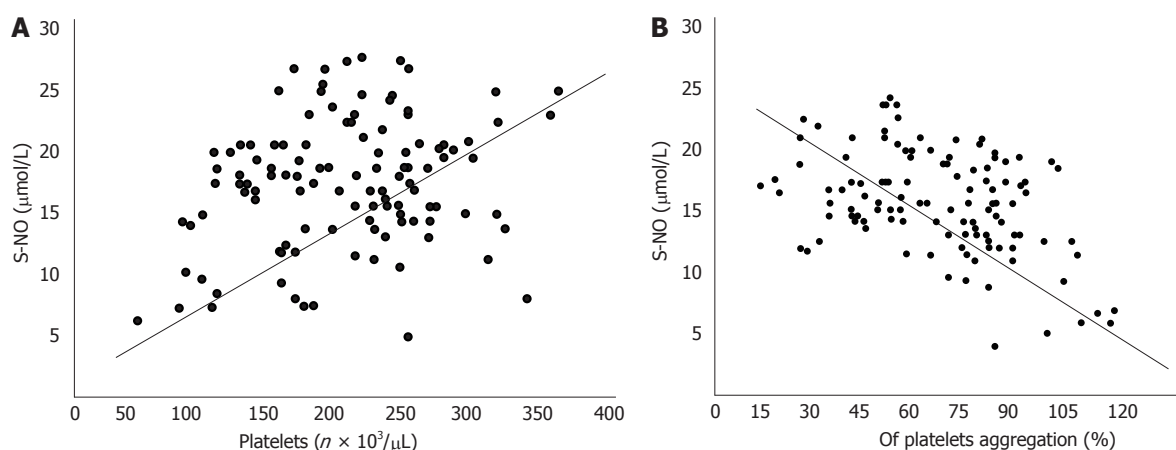 A
30
25
20
15
10
5
S-NO (μmol/L)
0 50 100 150 200 250 300 350 400
Platelets (n × 10³/μL)
B
30
25
20
15
10
5
S-NO (μmol/L)
0 15 30 45 60 75 90 105 120
Of platelets aggregation (%)